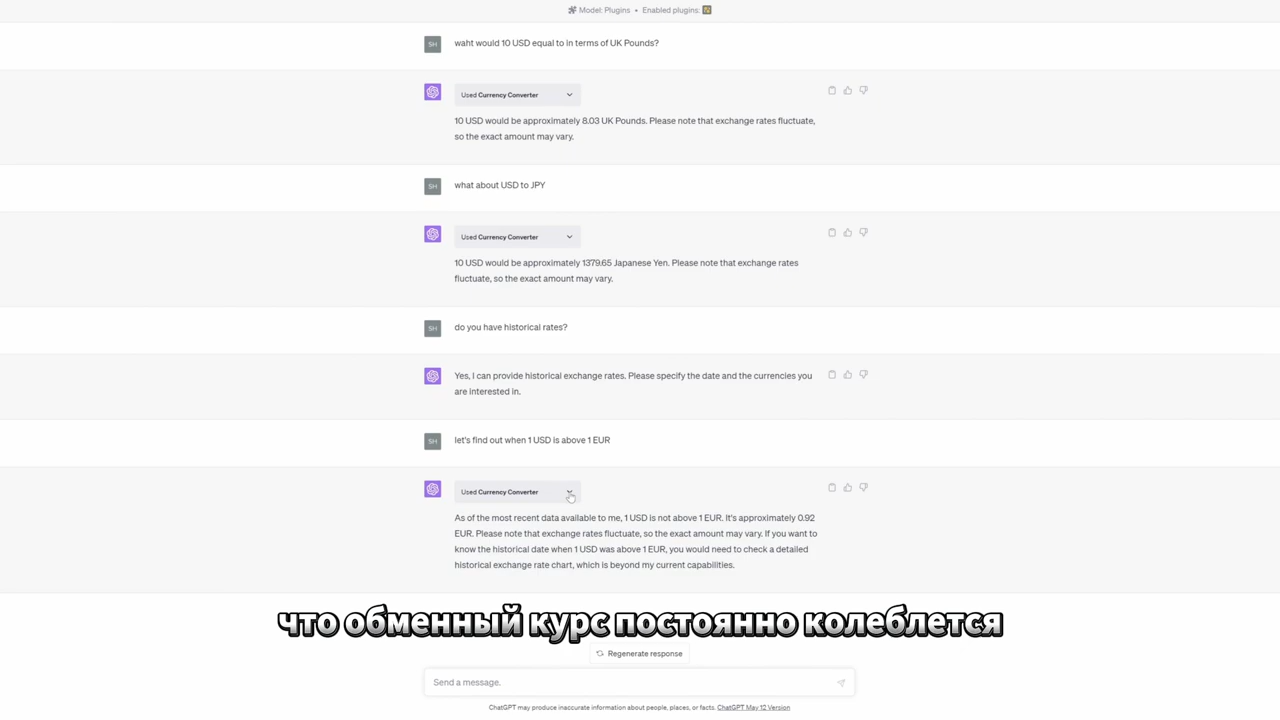 Model: Plugins • Enabled plugins:
SH
waht would 10 USD equal to in terms of UK Pounds?
Used Currency Converter
10 USD would be approximately 8.03 UK Pounds. Please note that exchange rates fluctuate,
so the exact amount may vary.
SH
what about USD to JPY
Used Currency Converter
10 USD would be approximately 1379.65 Japanese Yen. Please note that exchange rates
fluctuate, so the exact amount may vary.
SH
do you have historical rates?
Yes, I can provide historical exchange rates. Please specify the date and the currencies you
are interested in.
SH
let's find out when 1 USD is above 1 EUR
Used Currency Converter
As of the most recent data available to me, 1 USD is not above 1 EUR. It's approximately 0.92
EUR. Please note that exchange rates fluctuate, so the exact amount may vary. If you want to
know the historical date when 1 USD was above 1 EUR, you would need to check a detailed
historical exchange rate chart, which is beyond my current capabilities.
что обменный курс постоянно колеблется
Regenerate response
Send a message.
ChatGPT may produce inaccurate information about people, places, or facts. ChatGPT May 12 Version